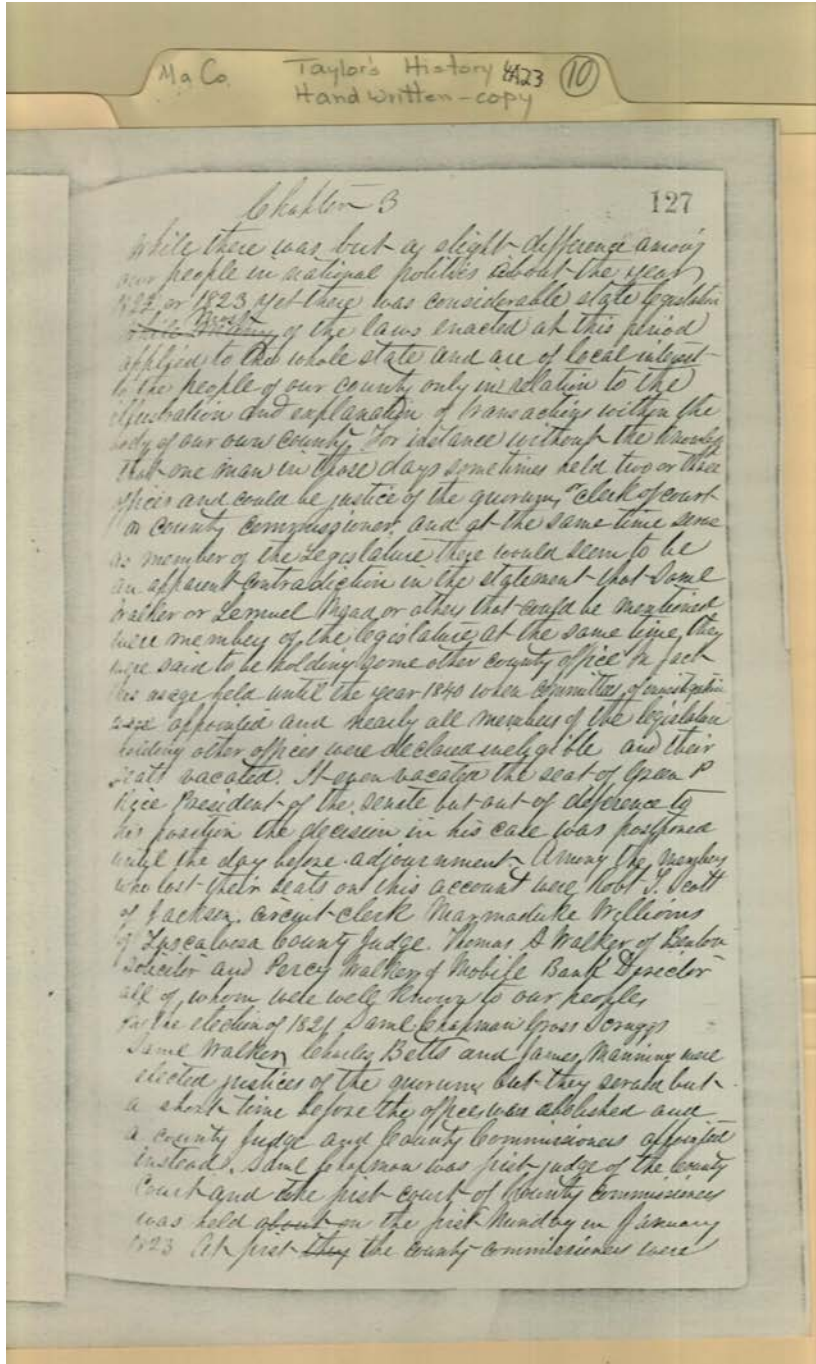 Ma Co. Taylor's History 4A23 10
Hand written - copy
Chapter 3 127
While there was but a slight difference among
our people in national politics about the year
1822 or 1823 yet there was considerable state legislation
Most of the laws enacted at this period
applied to the whole state and are of local interest
to the people of our county only in relation to the
illustration and explanation of transactions within the
body of our own county. For instance without the knowledge
that one man in those days sometimes held two or three
offices and could be justice of the quorum, or clerk of court
or county commissioner, and at the same time serve
as member of the Legislature there would seem to be
an apparent contradiction in the statement that Saml
Walker or Lemuel Mead or others that could be mentioned
were members of the legislature at the same time they
were said to be holding some other county office In fact
this usage held until the year 1840 when committees of investigation
were appointed and nearly all members of the legislature
holding other offices were declared ineligible and their
seats vacated. It even vacated the seat of Green P
Rice President of the senate but out of deference to
his position the decision in his case was postponed
until the day before adjournment. Among the members
who lost their seats on this account were Robt T. Scott
of Jackson, circuit clerk Marmaduke Williams
of Tuscaloosa County Judge. Thomas A Walker of Benton
Solicitor and Percy Walker of Mobile Bank Director
all of whom were well known to our people,
In the election of 1821 Saml Chapman Gross Scruggs
Saml Walker, Charles Betts and James Manning were
elected justices of the quorum, but they served but
a short time before the office was abolished and
a county Judge and County Commissioners appointed
instead. Saml Chapman was first judge of the County
Court and the first court of County Commissioners
was held about on the first Monday in January
1823 At first they the county commissioners were